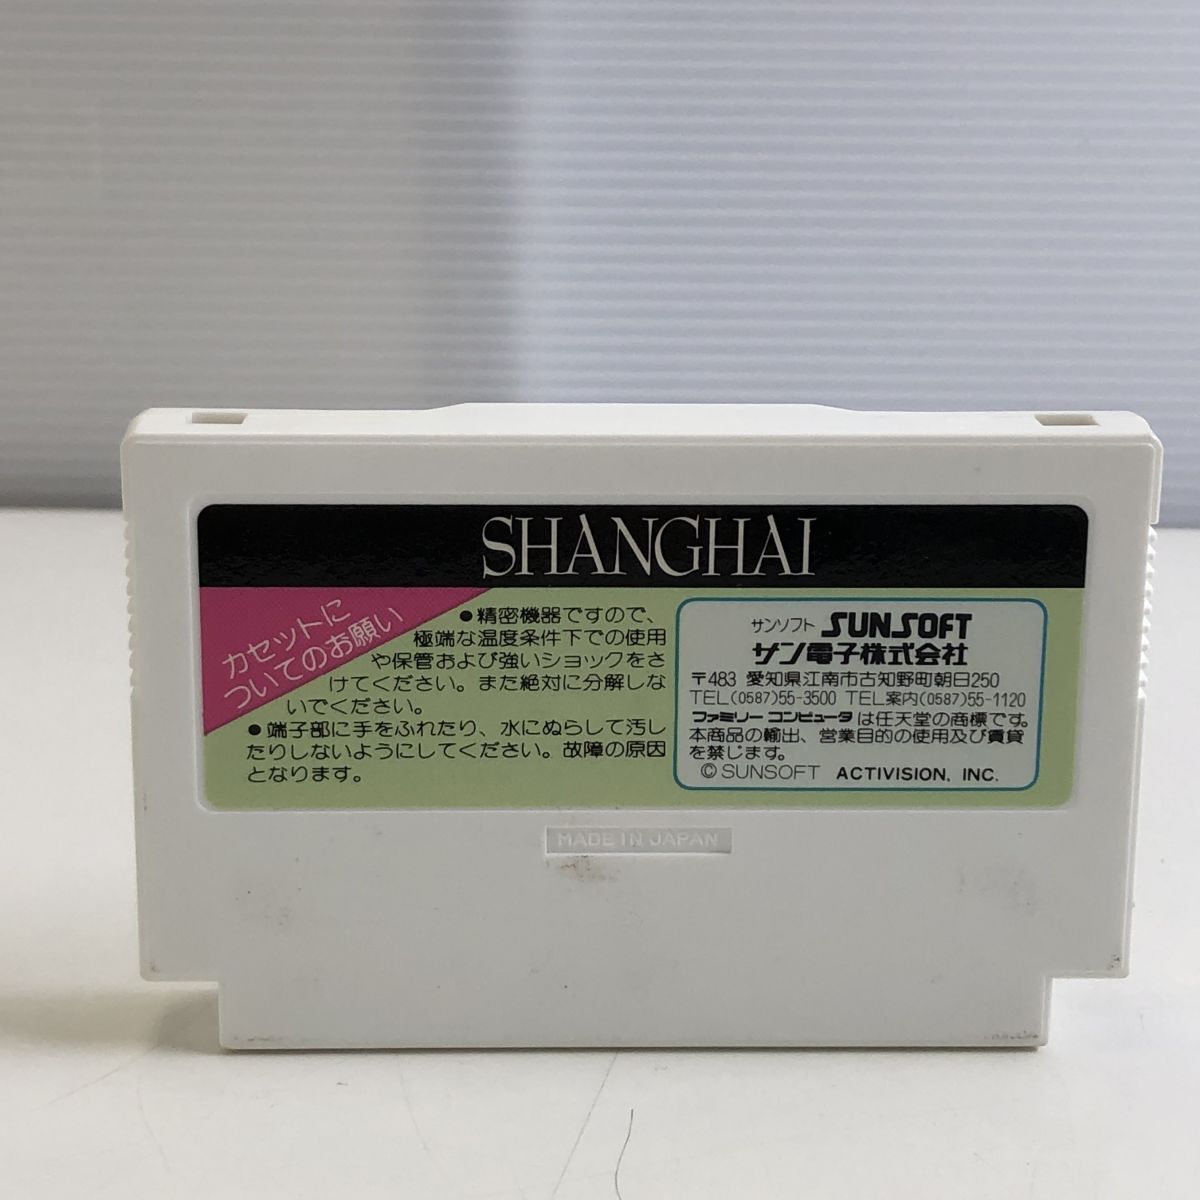 SHANGHAI
カセットに
ついてのお願い
●精密機器ですので、
極端な温度条件下での使用
や保管および強いショックをさ
けてください。また絶対に分解しな
いでください。
●端子部に手をふれたり、水にぬらして汚し
たりしないようにしてください。故障の原因
となります。
サンソフト SUNSOFT
サン電子株式会社
〒483 愛知県江南市古知野町朝日250
TEL(0587)55-3500 TEL案内(0587)55-1120
ファミリーコンピュータは任天堂の商標です。
本商品の輸出、営業目的の使用及び賃貸
を禁じます。
© SUNSOFT ACTIVISION, INC.
MADE IN JAPAN